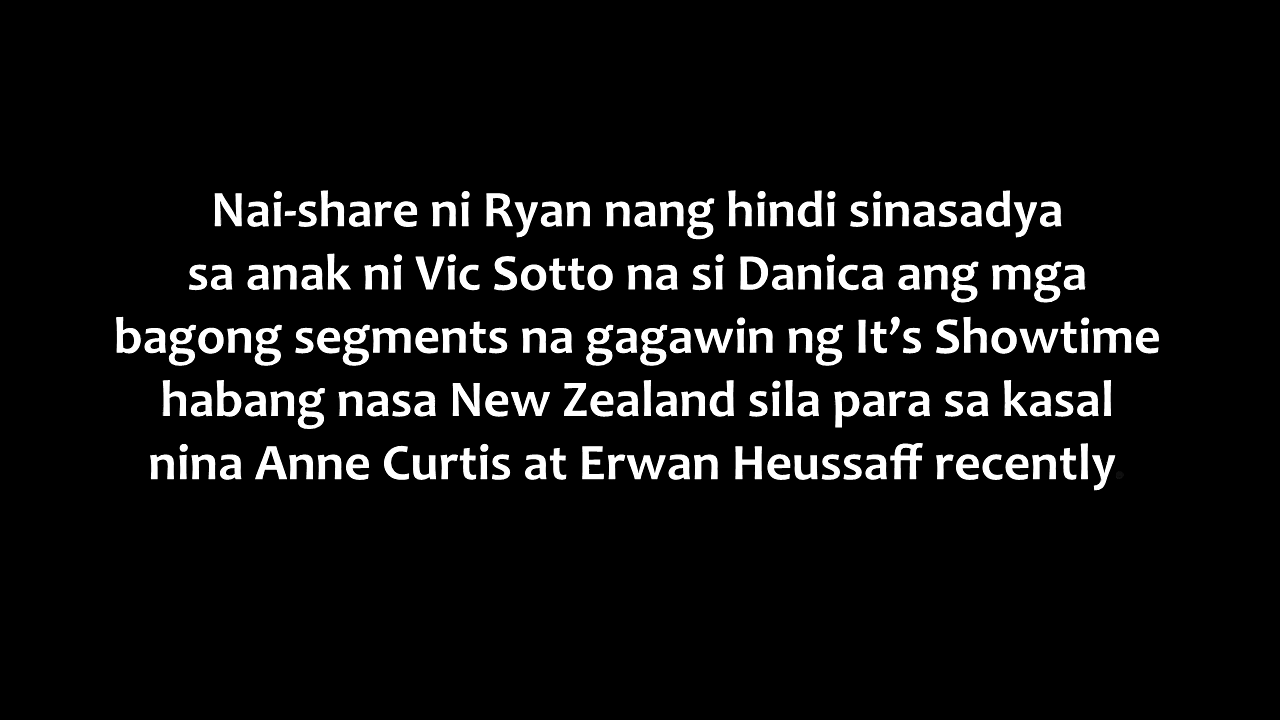 Nai-share ni Ryan nang hindi sinasadya
sa anak ni Vic Sotto na si Danica ang mga
bagong segments na gagawin ng It’s Showtime
habang nasa New Zealand sila para sa kasal
nina Anne Curtis at Erwan Heussaff recently.